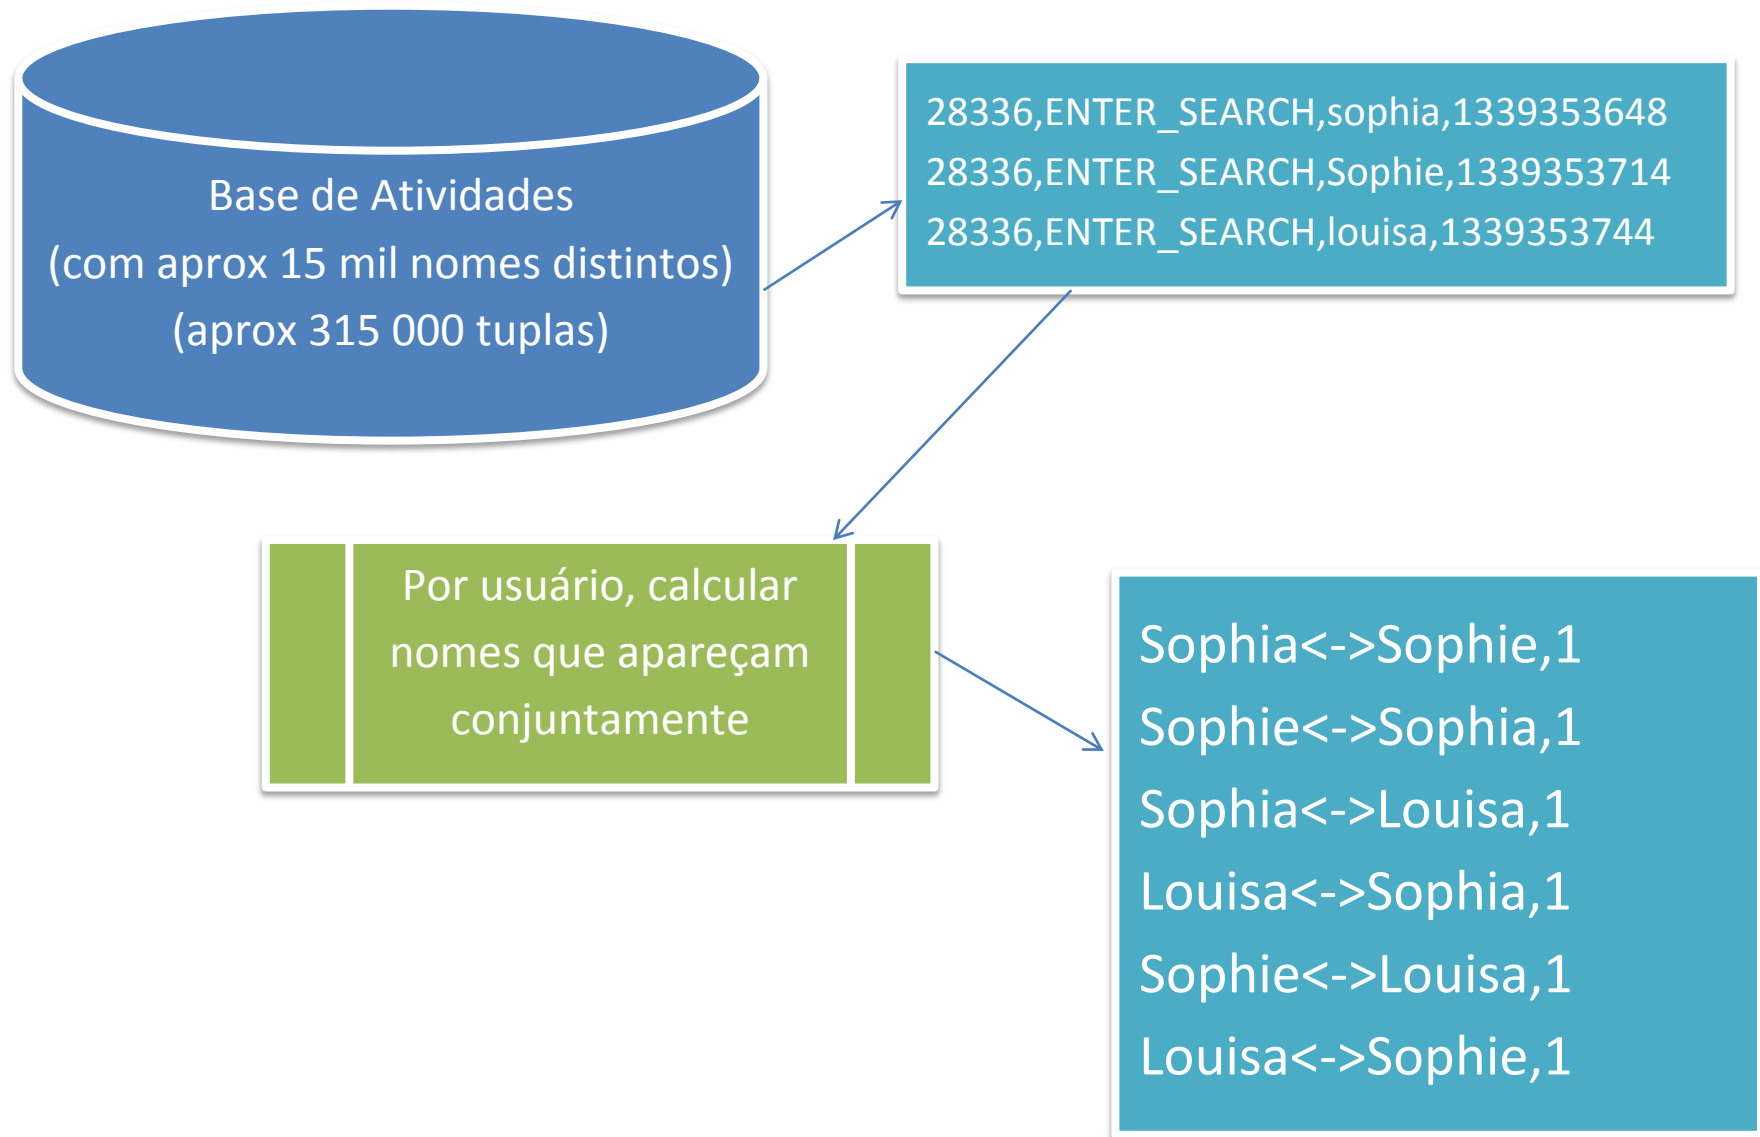 Base de Atividades
(com aprox 15 mil nomes distintos)
(aprox 315 000 tuplas)
28336,ENTER_SEARCH,sophia,1339353648
28336,ENTER_SEARCH,Sophie,1339353714
28336,ENTER_SEARCH,louisa,1339353744
Por usuário, calcular
nomes que apareçam
conjuntamente
Sophia<->Sophie,1
Sophie<->Sophia,1
Sophia<->Louisa,1
Louisa<->Sophia,1
Sophie<->Louisa,1
Louisa<->Sophie,1